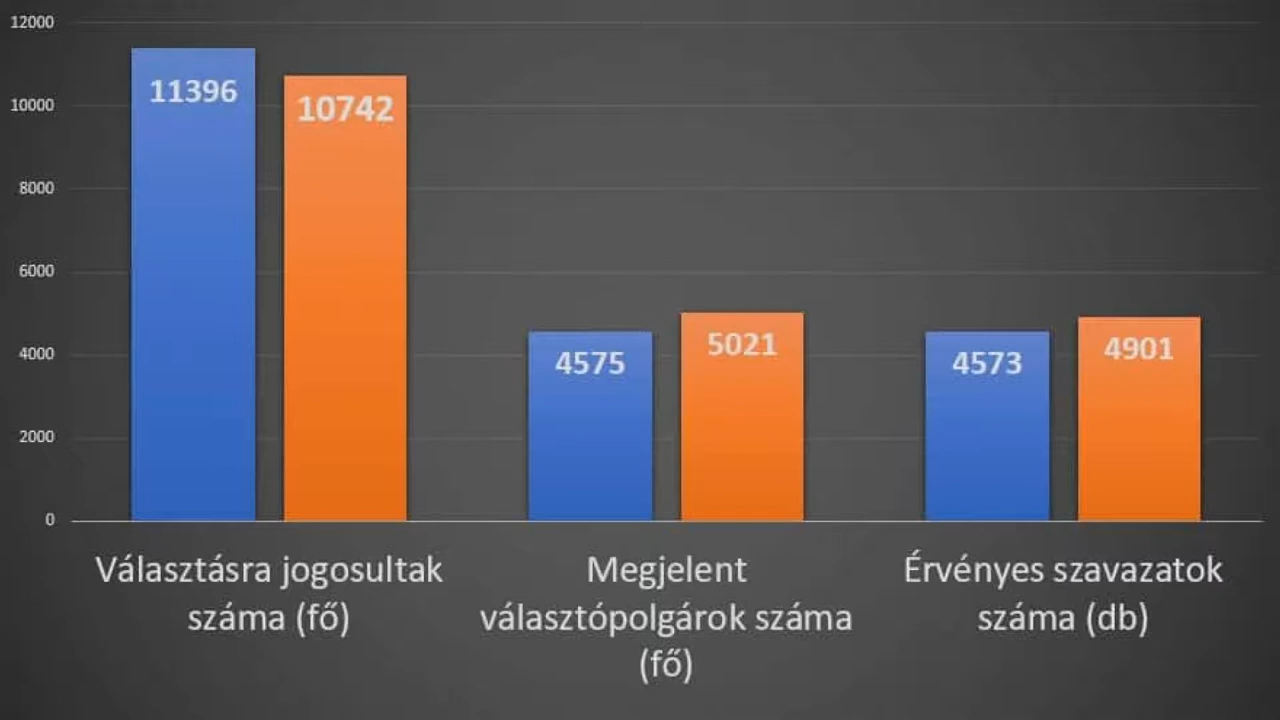 12000
10000
8000
6000
4000
2000
0
11396
10742
4575
5021
4573
4901
Választásra jogosultak
száma (fő)
Megjelent
választópolgárok száma
(fő)
Érvényes szavazatok
száma (db)